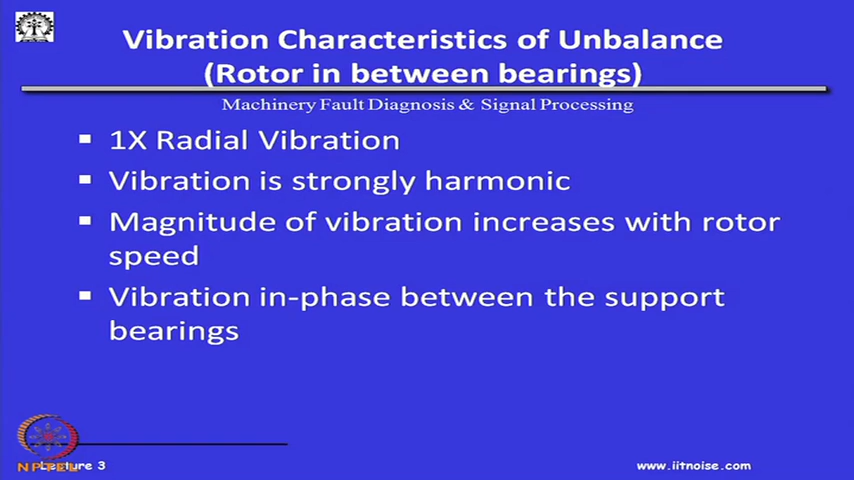 Vibration Characteristics of Unbalance
(Rotor in between bearings)
Machinery Fault Diagnosis & Signal Processing
1X Radial Vibration
Vibration is strongly harmonic
Magnitude of vibration increases with rotor
speed
Vibration in-phase between the support
bearings
NPTEL
Lecture 3
www.iitnoise.com